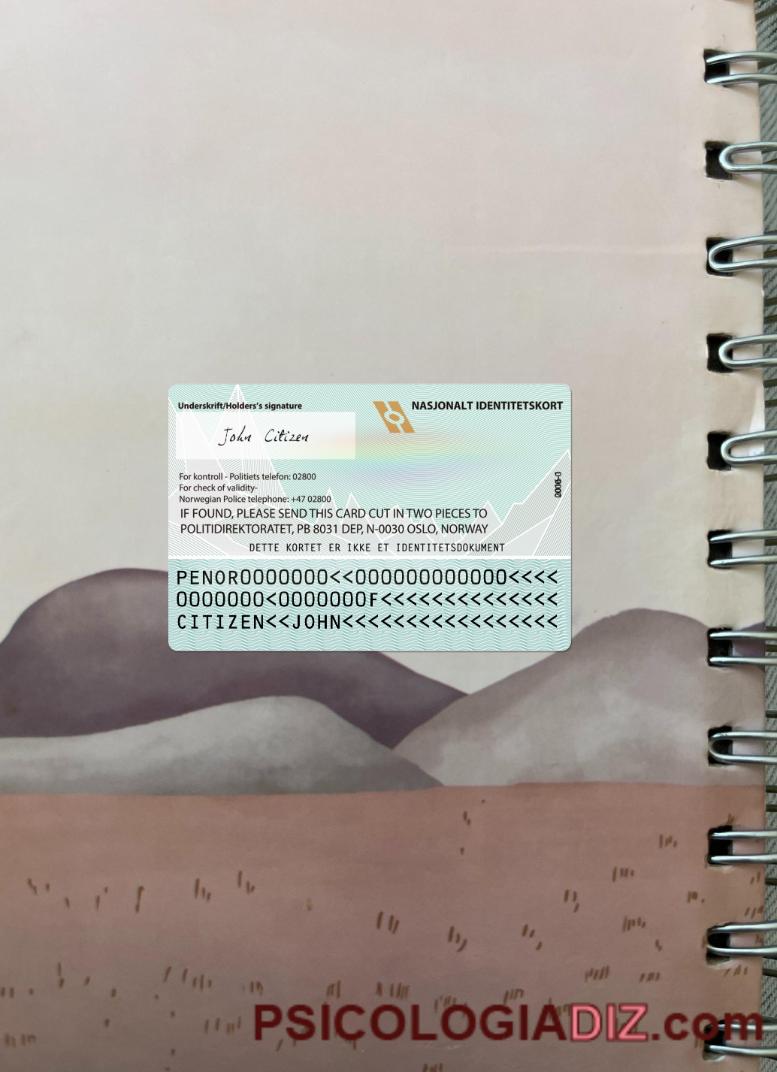 Underskrift/Holders's signature
NASJONALT IDENTITETSKORT
John Citizen
For kontroll - Politiets telefon: 02800
For check of validity-
Norwegian Police telephone: +47 02800
IF FOUND, PLEASE SEND THIS CARD CUT IN TWO PIECES TO
POLITIDIREKTORATET, PB 8031 DEP, N-0030 OSLO, NORWAY
DETTE KORTET ER IKKE ET IDENTITETSDOKUMENT
PENOR0000000<<000000000000<<<<
0000000<0000000F<<<<<<<<<<<<<<
CITIZEN<<JOHN<<<<<<<<<<<<<<<<<
PSICOLOGIADIZ.com